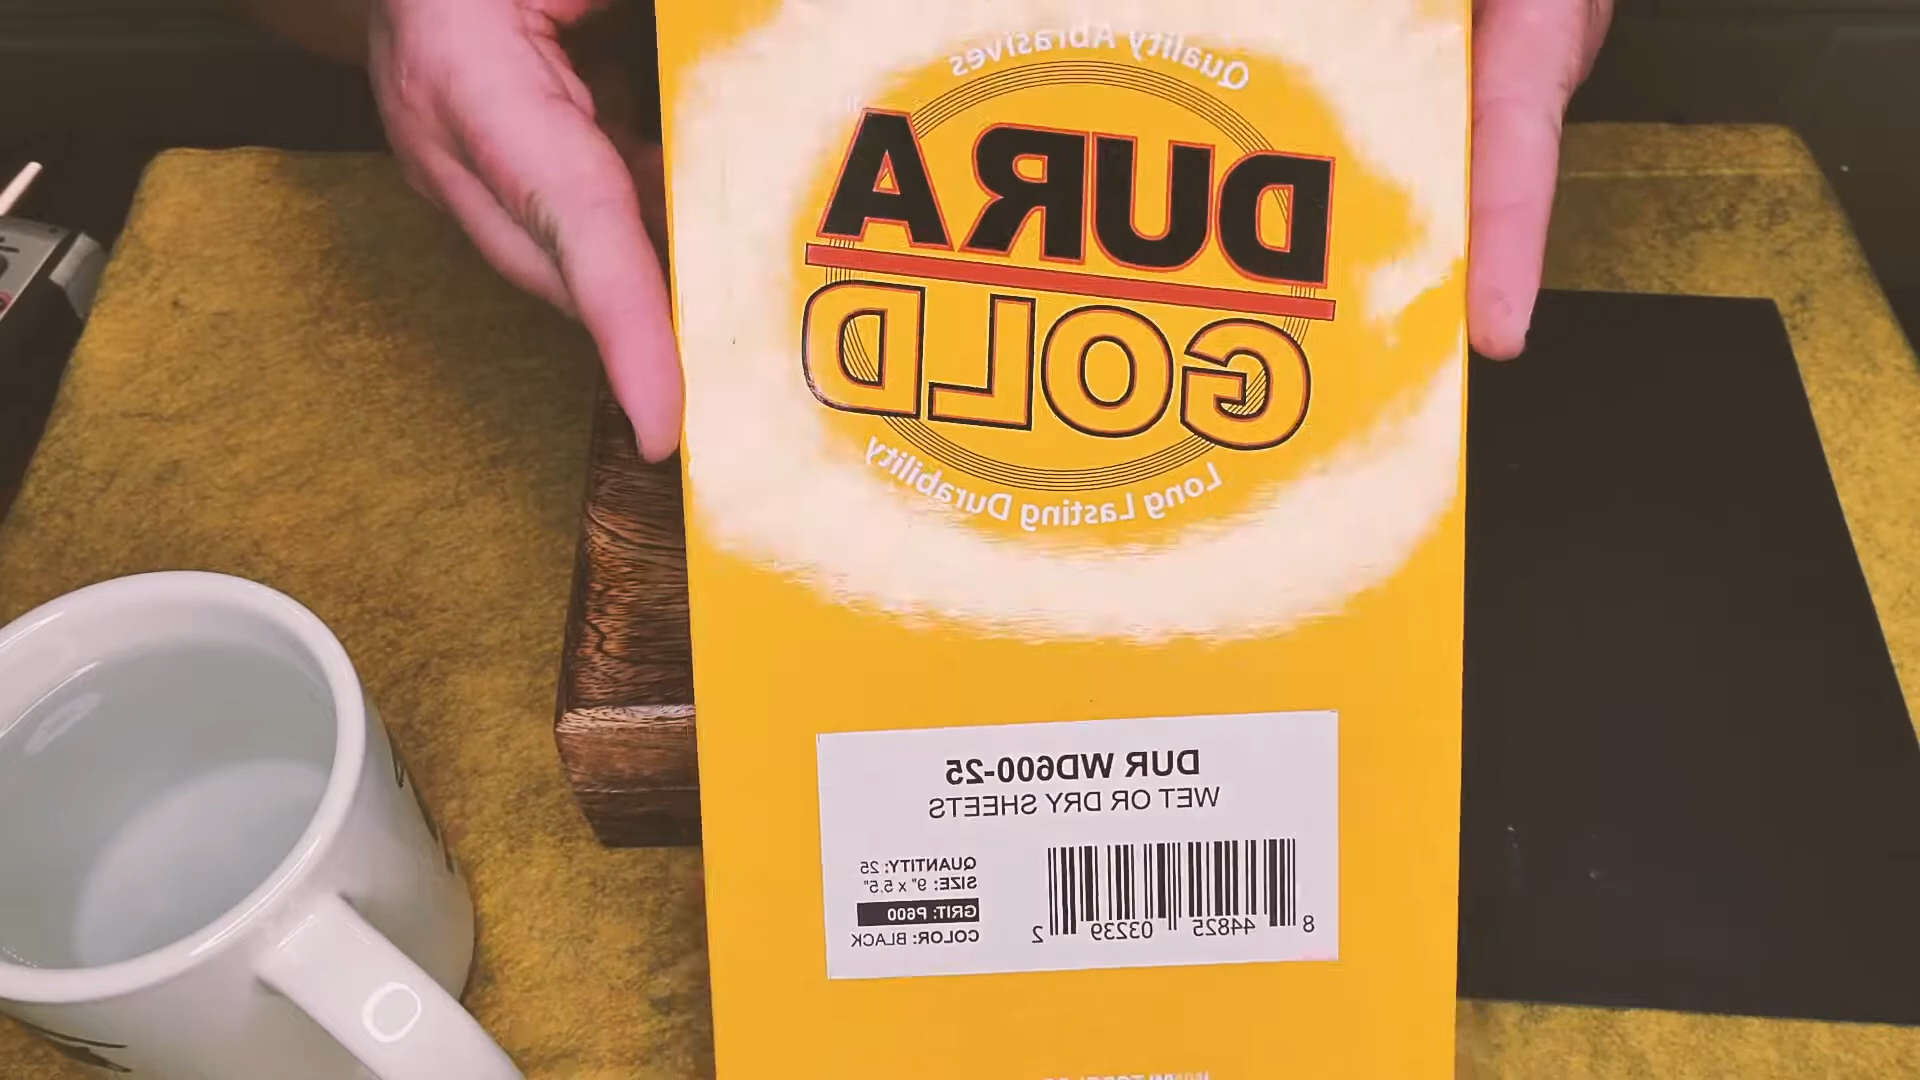 Quality Abrasives
DURA
GOLD
Long Lasting Durability
DUR WD600-25
WET OR DRY SHEETS
QUANTITY: 25
SIZE: 9" x 5.5"
GRIT: P600
COLOR: BLACK
8 44825 03239 2